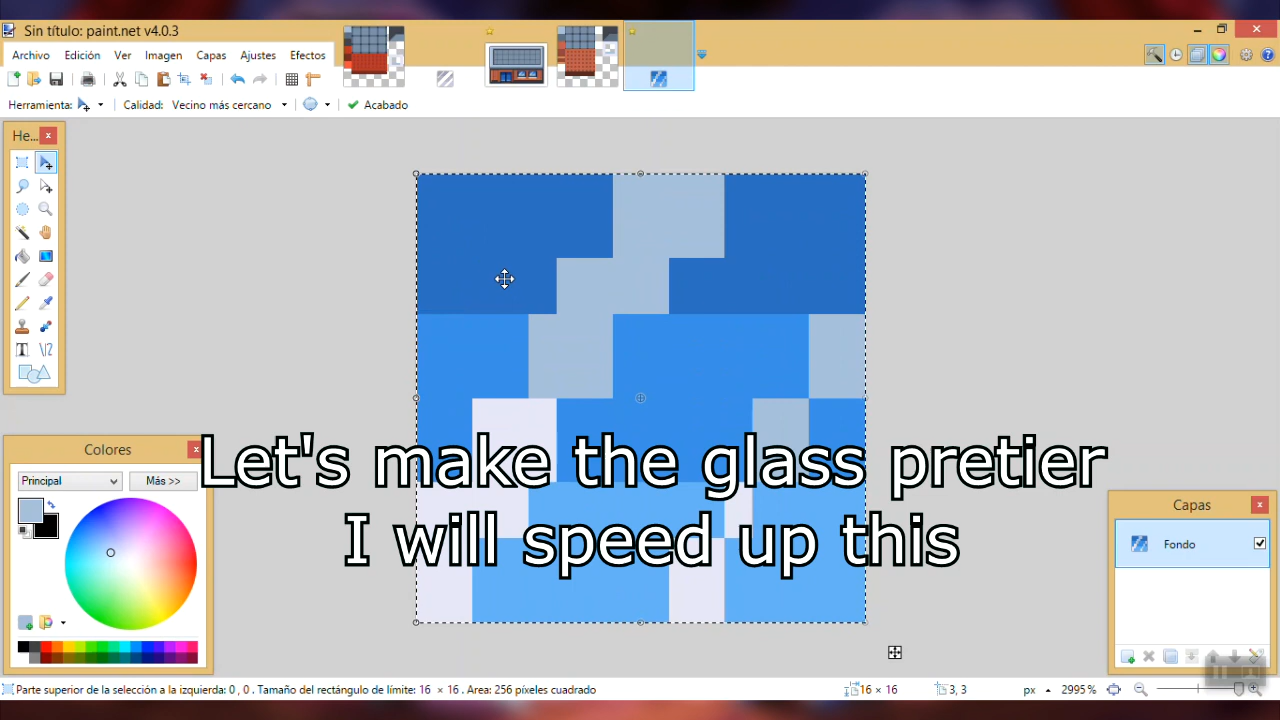 Sin título: paint.net v4.0.3
Archivo Edición Ver Imagen Capas Ajustes Efectos
Herramienta: Calidad: Vecino más cercano Acabado
He...
Colores
Principal Más >>
Let's make the glass pretier
I will speed up this
Capas
Fondo
Parte superior de la selección a la izquierda: 0 , 0 . Tamaño del rectángulo de límite: 16 × 16 . Area: 256 píxeles cuadrado
16 × 16 3, 3 px 2995%